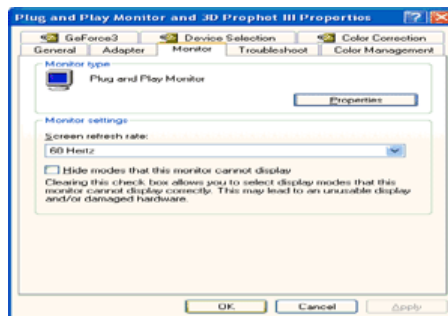 Plug and Play Monitor and 3D Prophet III Properties
GeForce3 Device Selection Color Correction
General Adapter Monitor Troubleshoot Color Management
Monitor type
Plug and Play Monitor
Properties
Monitor settings
Screen refresh rate:
60 Hertz
Hide modes that this monitor cannot display
Clearing this check box allows you to select display modes that this
monitor cannot display correctly. This may lead to an unusable display
and/or damaged hardware.
OK Cancel Apply